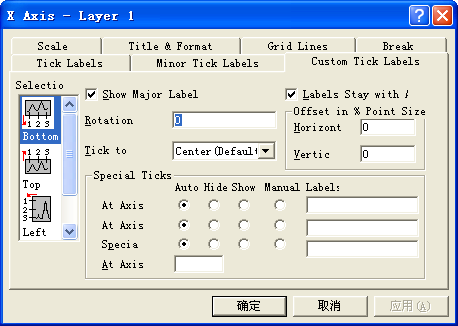 X Axis - Layer 1
Scale
Title & Format
Grid Lines
Break
Tick Labels
Minor Tick Labels
Custom Tick Labels
Selectio
1 2 3
Bottom
1 2 3
Top
3
2
1
Left
Show Major Label
Labels Stay with
Rotation
0
Offset in % Point Size
Horizont
0
Tick to
Center(Default
Vertic
0
Special Ticks
Auto Hide Show Manual Labels
At Axis
At Axis
Specia
At Axis
确定
取消
应用(A)